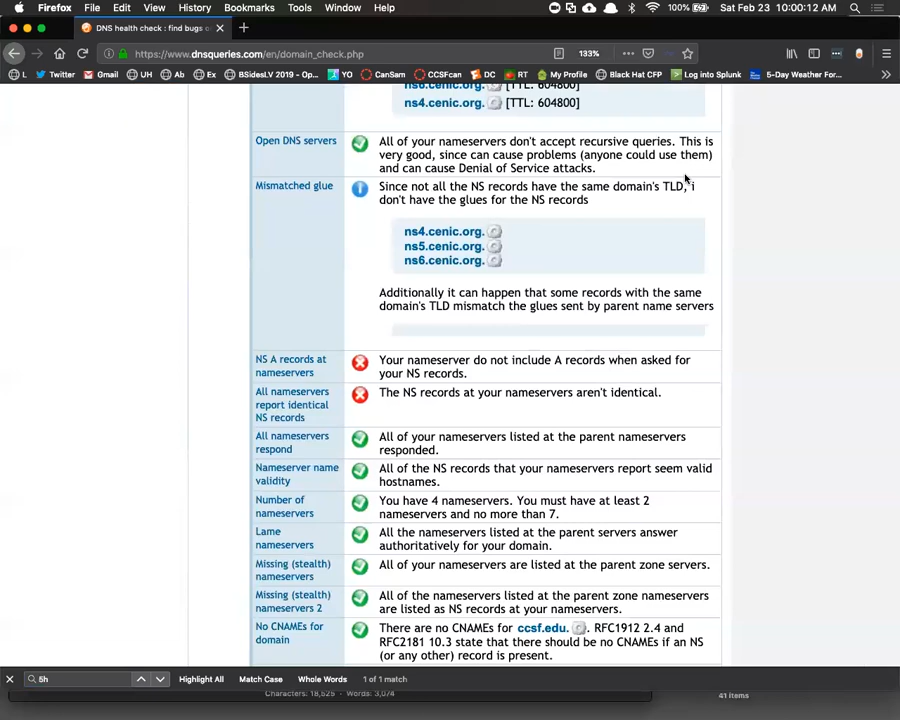 Firefox File Edit View History Bookmarks Tools Window Help 100% Sat Feb 23 10:00:12 AM
DNS health check : find bugs o
https://www.dnsqueries.com/en/domain_check.php 133%
L Twitter Gmail UH Ab Ex BSidesLV 2019 - Op... YO CanSam CCSFcan DC RT My Profile Black Hat CFP Log into Splunk 5-Day Weather For...
ns6.cenic.org. [TTL: 604800]
ns4.cenic.org. [TTL: 604800]
Open DNS servers
All of your nameservers don't accept recursive queries. This is
very good, since can cause problems (anyone could use them)
and can cause Denial of Service attacks.
Mismatched glue
Since not all the NS records have the same domain's TLD, i
don't have the glues for the NS records
ns4.cenic.org.
ns5.cenic.org.
ns6.cenic.org.
Additionally it can happen that some records with the same
domain's TLD mismatch the glues sent by parent name servers
NS A records at
nameservers
Your nameserver do not include A records when asked for
your NS records.
All nameservers
report identical
NS records
The NS records at your nameservers aren't identical.
All nameservers
respond
All of your nameservers listed at the parent nameservers
responded.
Nameserver name
validity
All of the NS records that your nameservers report seem valid
hostnames.
Number of
nameservers
You have 4 nameservers. You must have at least 2
nameservers and no more than 7.
Lame
nameservers
All the nameservers listed at the parent servers answer
authoritatively for your domain.
Missing (stealth)
nameservers
All of your nameservers are listed at the parent zone servers.
Missing (stealth)
nameservers 2
All of the nameservers listed at the parent zone nameservers
are listed as NS records at your nameservers.
No CNAMEs for
domain
There are no CNAMEs for ccsf.edu. RFC1912 2.4 and
RFC2181 10.3 state that there should be no CNAMEs if an NS
(or any other) record is present.
5h Highlight All Match Case Whole Words 1 of 1 match
Characters: 18,525 • Words: 3,074
41 items